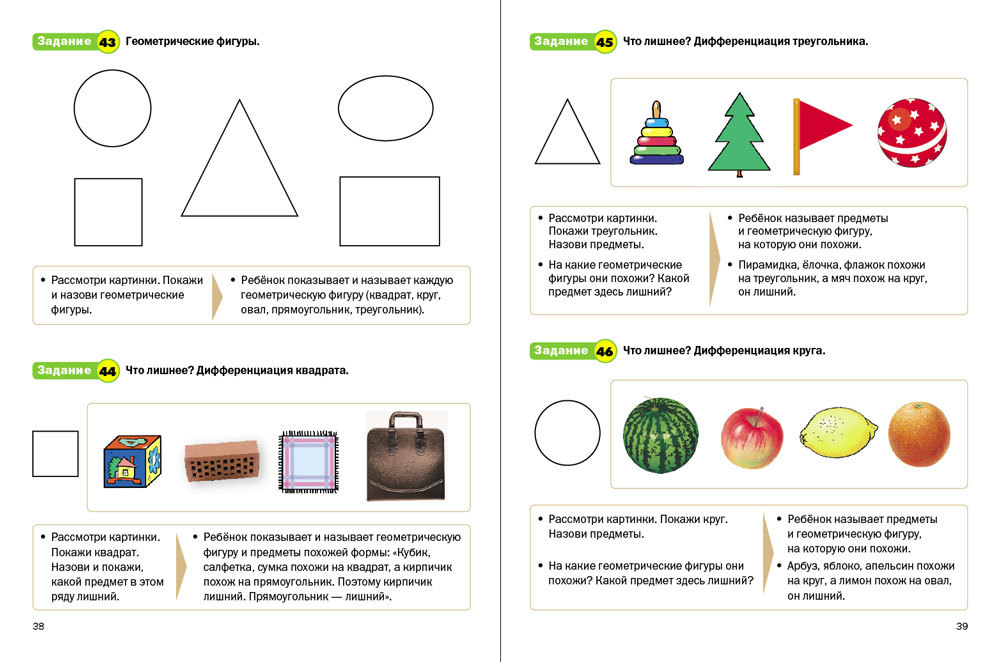 Задание 43 Геометрические фигуры.
• Рассмотри картинки. Покажи
и назови геометрические
фигуры.
• Ребёнок показывает и называет каждую
геометрическую фигуру (квадрат, круг,
овал, прямоугольник, треугольник).
Задание 44 Что лишнее? Дифференциация квадрата.
• Рассмотри картинки.
Покажи квадрат.
Назови и покажи,
какой предмет в этом
ряду лишний.
• Ребёнок показывает и называет геометрическую
фигуру и предметы похожей формы: «Кубик,
салфетка, сумка похожи на квадрат, а кирпичик
похож на прямоугольник. Поэтому кирпичик
лишний. Прямоугольник — лишний».
38
Задание 45 Что лишнее? Дифференциация треугольника.
• Рассмотри картинки.
Покажи треугольник.
Назови предметы.
• На какие геометрические
фигуры они похожи? Какой
предмет здесь лишний?
• Ребёнок называет предметы
и геометрическую фигуру,
на которую они похожи.
• Пирамидка, ёлочка, флажок похожи
на треугольник, а мяч похож на круг,
он лишний.
Задание 46 Что лишнее? Дифференциация круга.
• Рассмотри картинки. Покажи круг.
Назови предметы.
• На какие геометрические фигуры они
похожи? Какой предмет здесь лишний?
• Ребёнок называет предметы
и геометрическую фигуру,
на которую они похожи.
• Арбуз, яблоко, апельсин похожи
на круг, а лимон похож на овал,
он лишний.
39